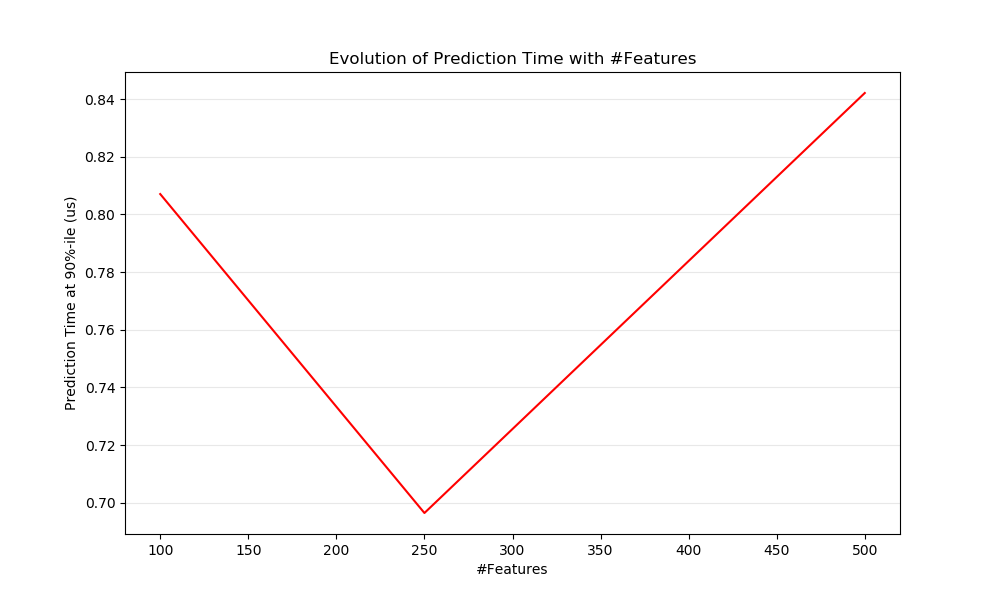 Evolution of Prediction Time with #Features
Prediction Time at 90%-ile (us)
0.84
0.82
0.80
0.78
0.76
0.74
0.72
0.70
100 150 200 250 300 350 400 450 500
#Features